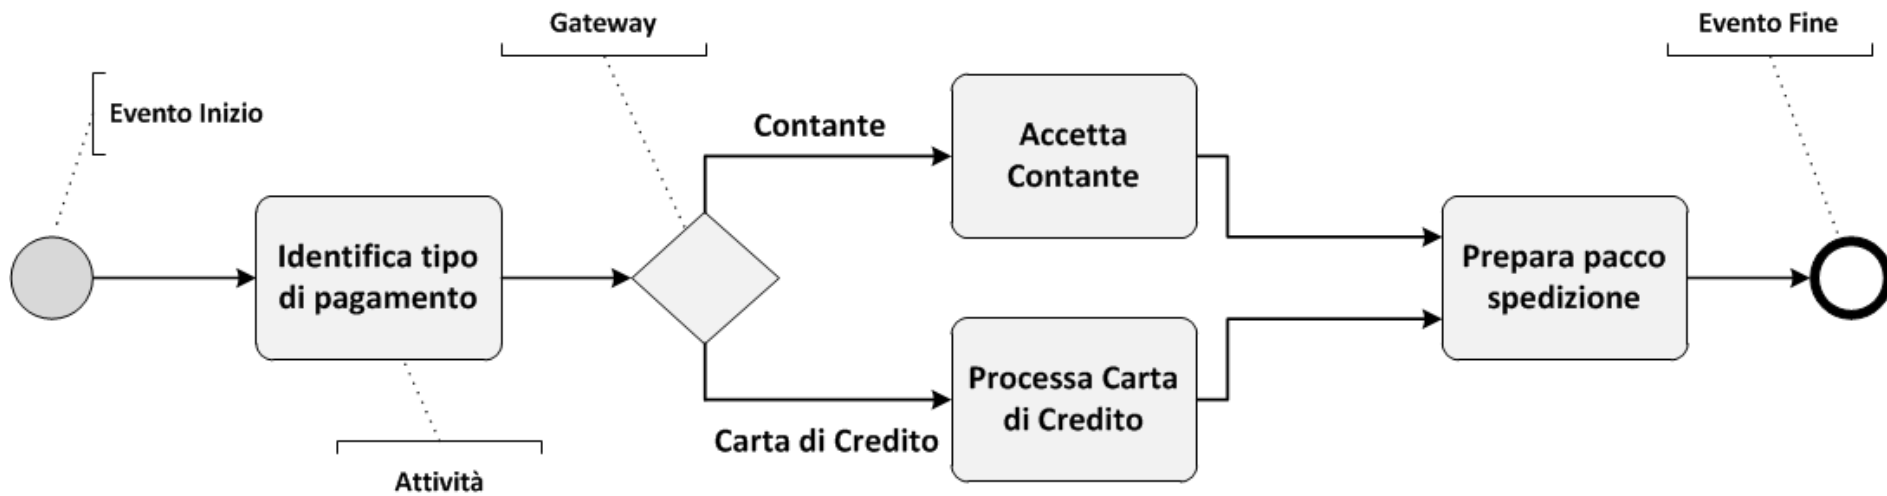 Gateway
Evento Fine
Evento Inizio
Contante
Accetta
Contante
Identifica tipo
di pagamento
Prepara pacco
spedizione
Processa Carta
di Credito
Carta di Credito
Attività